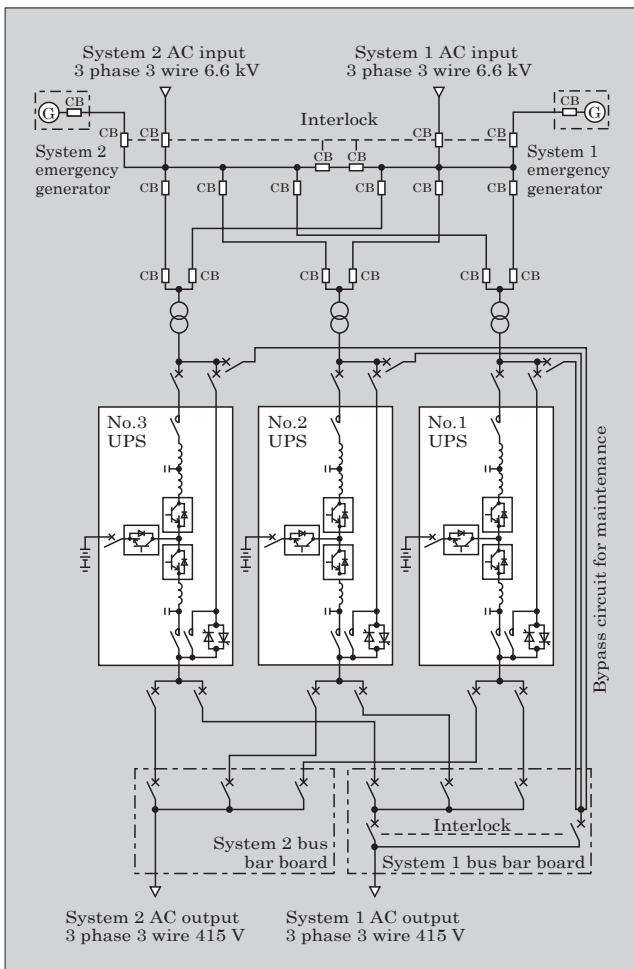 System 2 AC input
3 phase 3 wire 6.6 kV
System 1 AC input
3 phase 3 wire 6.6 kV
G
CB
CB
G
CB
CB
Interlock
CB
CB
System 2
emergency
generator
CB
CB
System 1
emergency
generator
CB
CB
CB
CB
CB
CB
CB
CB
CB
CB
CB
CB
No.3
UPS
No.2
UPS
No.1
UPS
Bypass circuit for maintenance
System 2 bus
bar board
Interlock
System 1 bus bar board
System 2 AC output
3 phase 3 wire 415 V
System 1 AC output
3 phase 3 wire 415 V